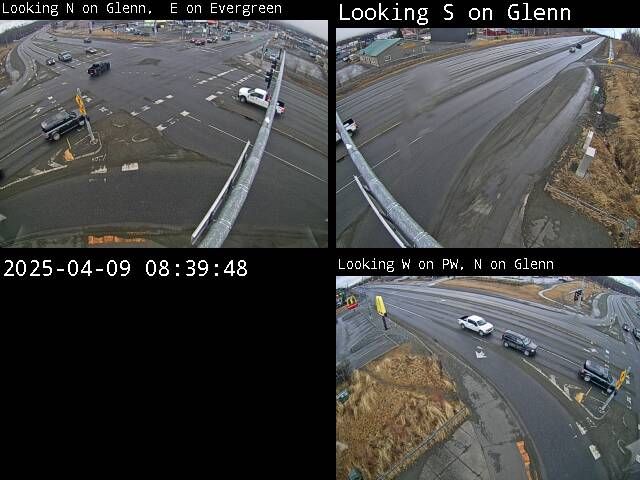 Looking N on Glenn,  E on Evergreen
Looking S on Glenn
2025-04-09 08:39:48
Looking W on PW, N on Glenn